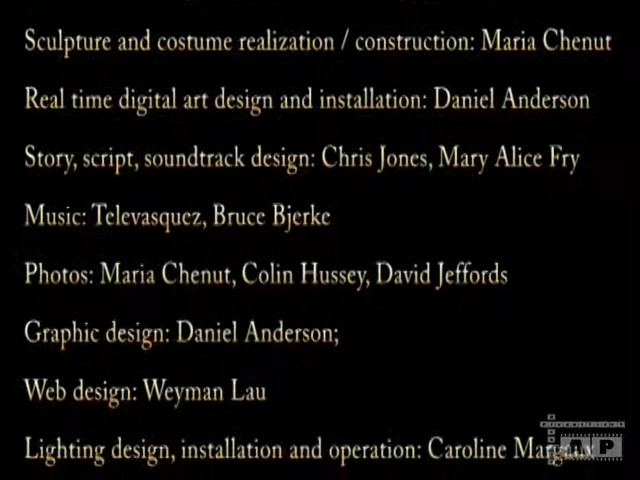 Sculpture and costume realization / construction: Maria Chenut
Real time digital art design and installation: Daniel Anderson
Story, script, soundtrack design: Chris Jones, Mary Alice Fry
Music: Televasquez, Bruce Bjerke
Photos: Maria Chenut, Colin Hussey, David Jeffords
Graphic design: Daniel Anderson;
Web design: Weyman Lau
Lighting design, installation and operation: Caroline
AP